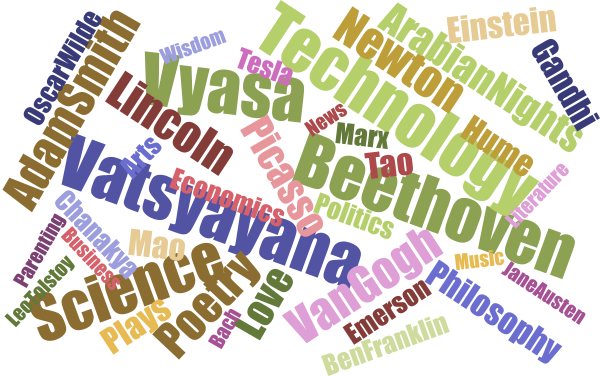 OscarWilde
AdamSmith
Wisdom
Vyasa
Tesla
Technology
Newton
ArabianNights
Einstein
Gandhi
Lincoln
News
Marx
Hume
Tao
Picasso
Beethoven
Literature
Arts
Vatsyayana
Economics
Politics
Chanakya
Parenting
Business
Mao
LeoTolstoy
Science
Poetry
Plays
Bach
Love
VanGogh
Emerson
BenFranklin
Philosophy
Music
JaneAusten